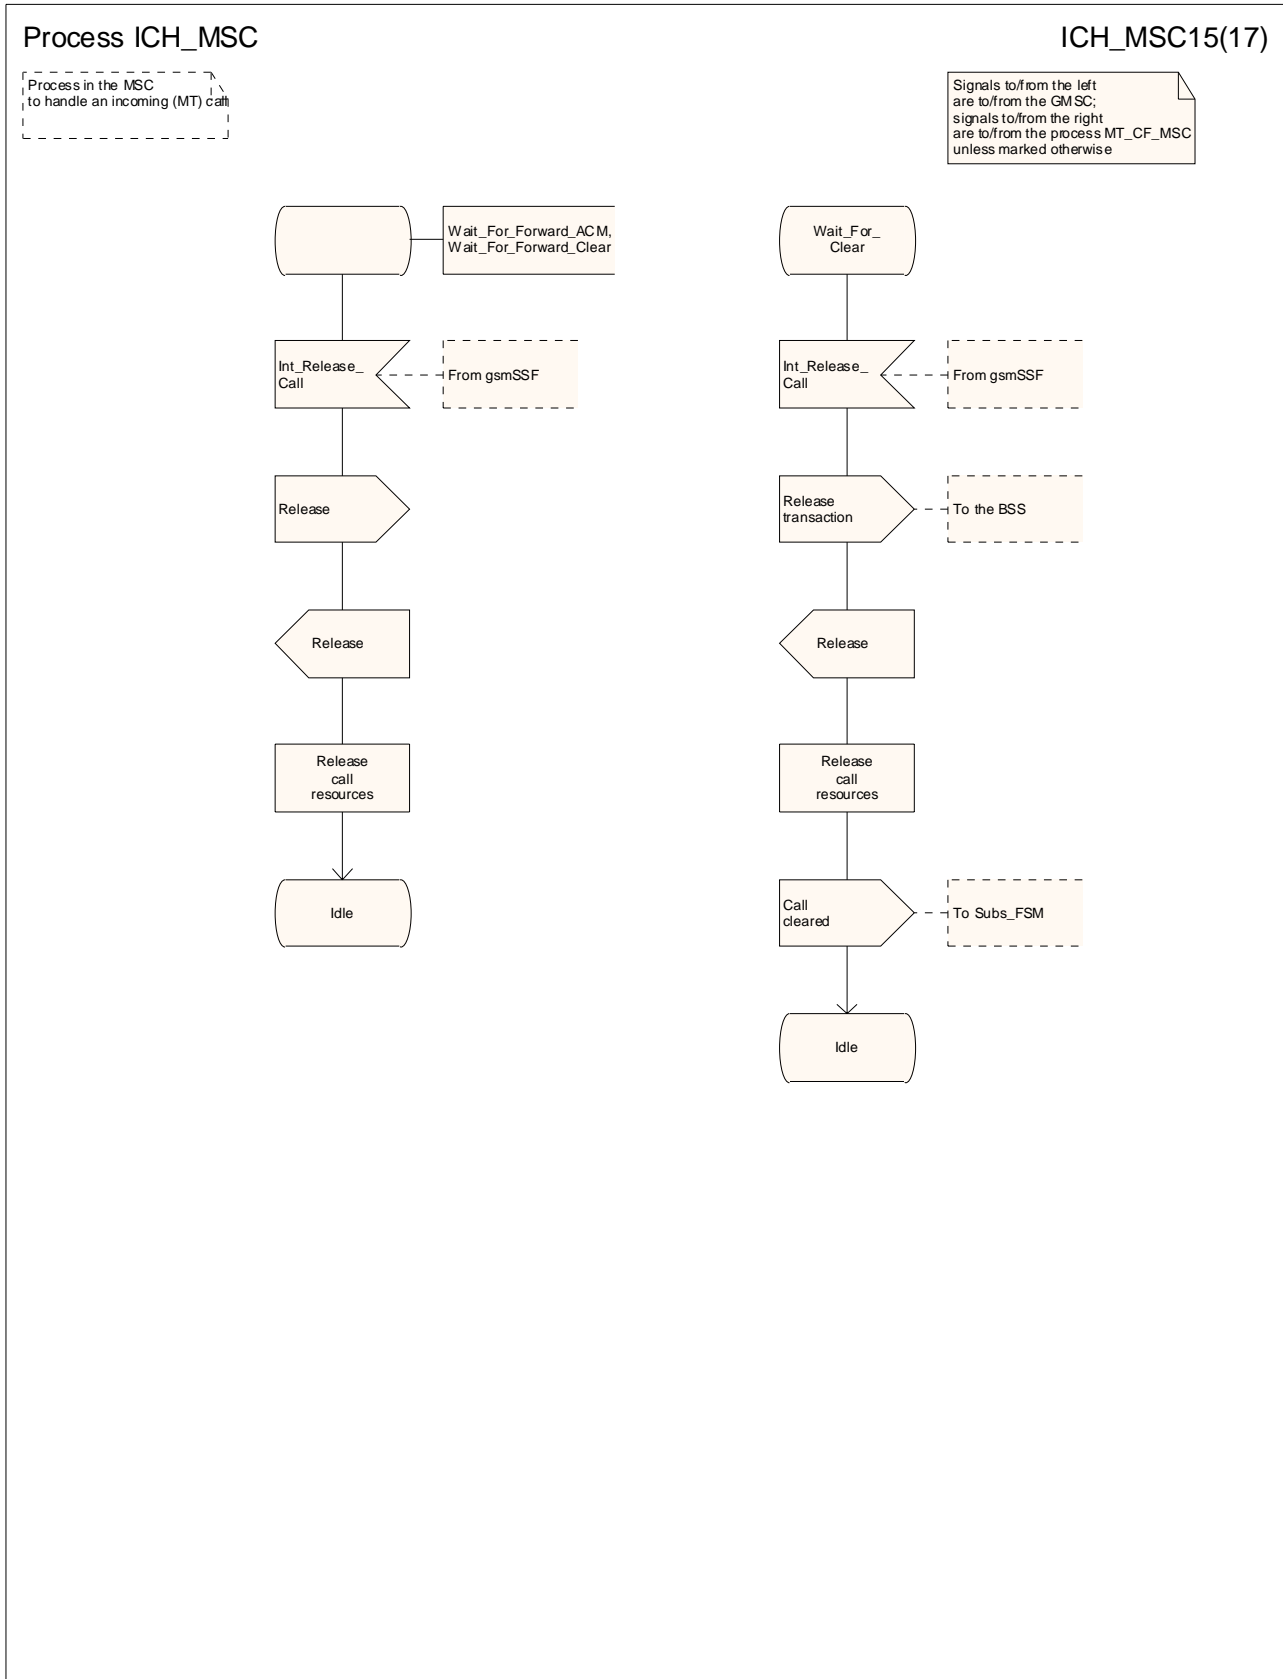 Process ICH_MSC
ICH_MSC15(17)
Process in the MSC
to handle an incoming (MT) call
Signals to/from the left
are to/from the GMSC;
signals to/from the right
are to/from the process MT_CF_MSC
unless marked otherwise
Wait_For_Forward_ACM,
Wait_For_Forward_Clear
Int_Release_
Call
From gsmSSF
Release
Release
Release
call
resources
Idle
Wait_For_
Clear
Int_Release_
Call
From gsmSSF
Release
transaction
To the BSS
Release
Release
call
resources
Call
cleared
To Subs_FSM
Idle